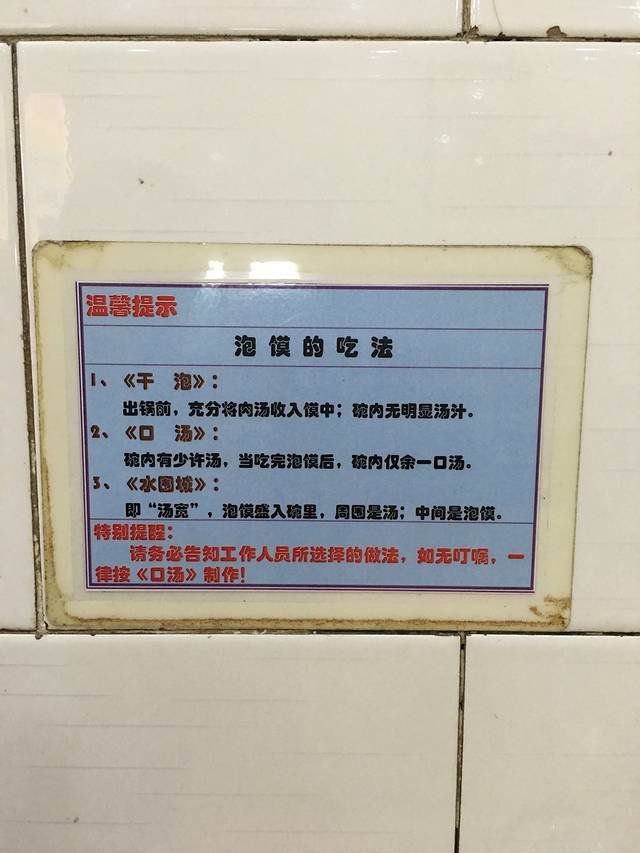 温馨提示
泡馍的吃法
1、《干 泡》：
出锅前，充分将肉汤收入馍中；碗内无明显汤汁。
2、《口 汤》：
碗内有少许汤，当吃完泡馍后，碗内仅余一口汤。
3、《水围城》：
即“汤宽”，泡馍盛入碗里，周围是汤；中间是泡馍。
特别提醒：
请务必告知工作人员所选择的做法，如无叮嘱，一
律按《口汤》制作！